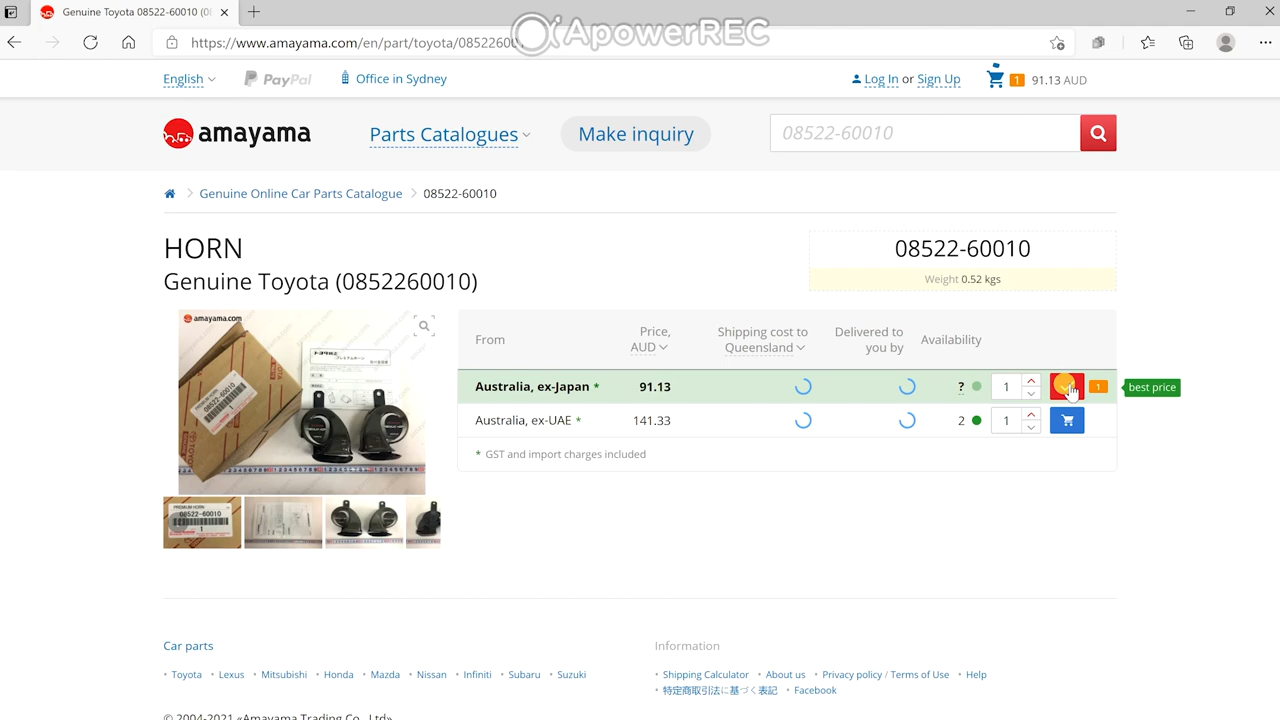 Genuine Toyota 08522-60010 (0
https://www.amayama.com/en/part/toyota/085226001
ApowerREC
English
PayPal
Office in Sydney
Log In or Sign Up
1
91.13 AUD
amayama
Parts Catalogues
Make inquiry
08522-60010
Genuine Online Car Parts Catalogue
08522-60010
HORN
Genuine Toyota (0852260010)
08522-60010
Weight 0.52 kgs
amayama.com
PREMIUM HORN
08522-60010
1
From
Price, AUD
Shipping cost to Queensland
Delivered to you by
Availability
Australia, ex-Japan *
91.13
?
1
1
best price
Australia, ex-UAE *
141.33
2
1
* GST and import charges included
Car parts
• Toyota • Lexus • Mitsubishi • Honda • Mazda • Nissan • Infiniti • Subaru • Suzuki
Information
• Shipping Calculator • About us • Privacy policy / Terms of Use • Help
• 特定商取引法に基づく表記 • Facebook
© 2004-2021 «Amayama Trading Co., Ltd»